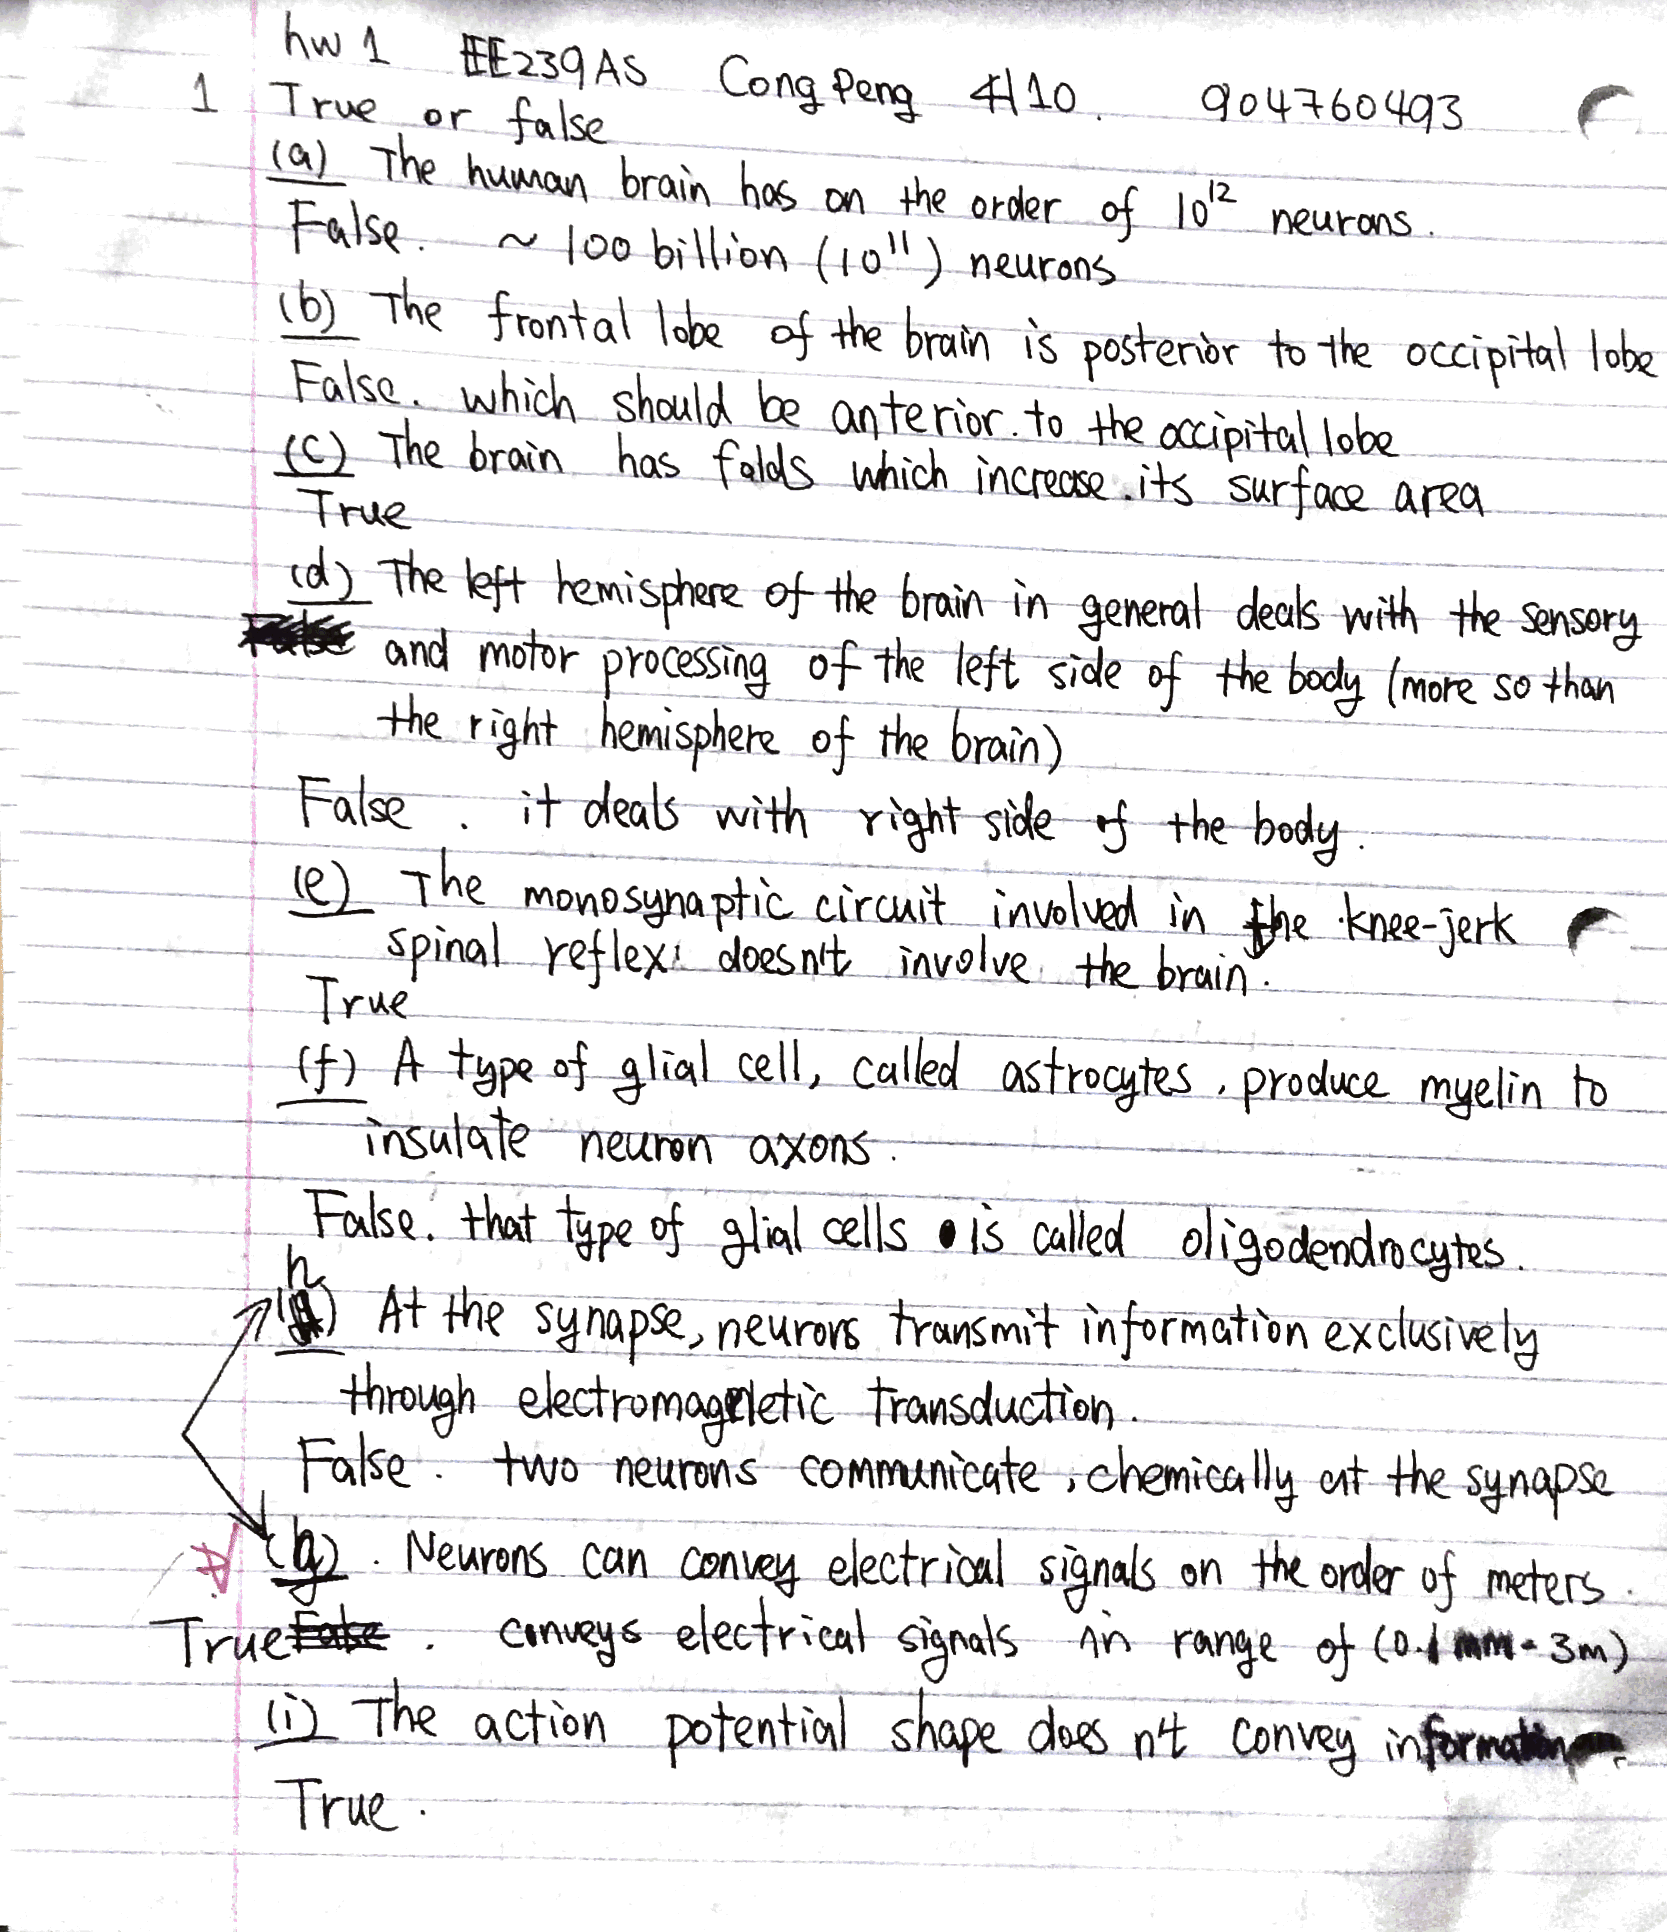 hw 1 EE239AS Cong Peng 4/10. 904760493
1 True or false
(a) The human brain has on the order of 10^12 neurons.
False. ~ 100 billion (10^11) neurons
(b) The frontal lobe of the brain is posterior to the occipital lobe
False. which should be anterior. to the occipital lobe
(c) The brain has folds which increase its surface area
True
(d) The left hemisphere of the brain in general deals with the sensory
and motor processing of the left side of the body (more so than
the right hemisphere of the brain)
False. it deals with right side of the body.
(e) The monosynaptic circuit involved in the knee-jerk
spinal reflex doesn't involve the brain.
True
(f) A type of glial cell, called astrocytes, produce myelin to
insulate neuron axons.
False. that type of glial cells is called oligodendrocytes.
(h) At the synapse, neurons transmit information exclusively
through electromagnetic transduction.
False. two neurons communicate, chemically at the synapse
(g). Neurons can convey electrical signals on the order of meters.
True False. conveys electrical signals in range of (0.1 mm - 3m)
(i) The action potential shape does n't convey information
True.